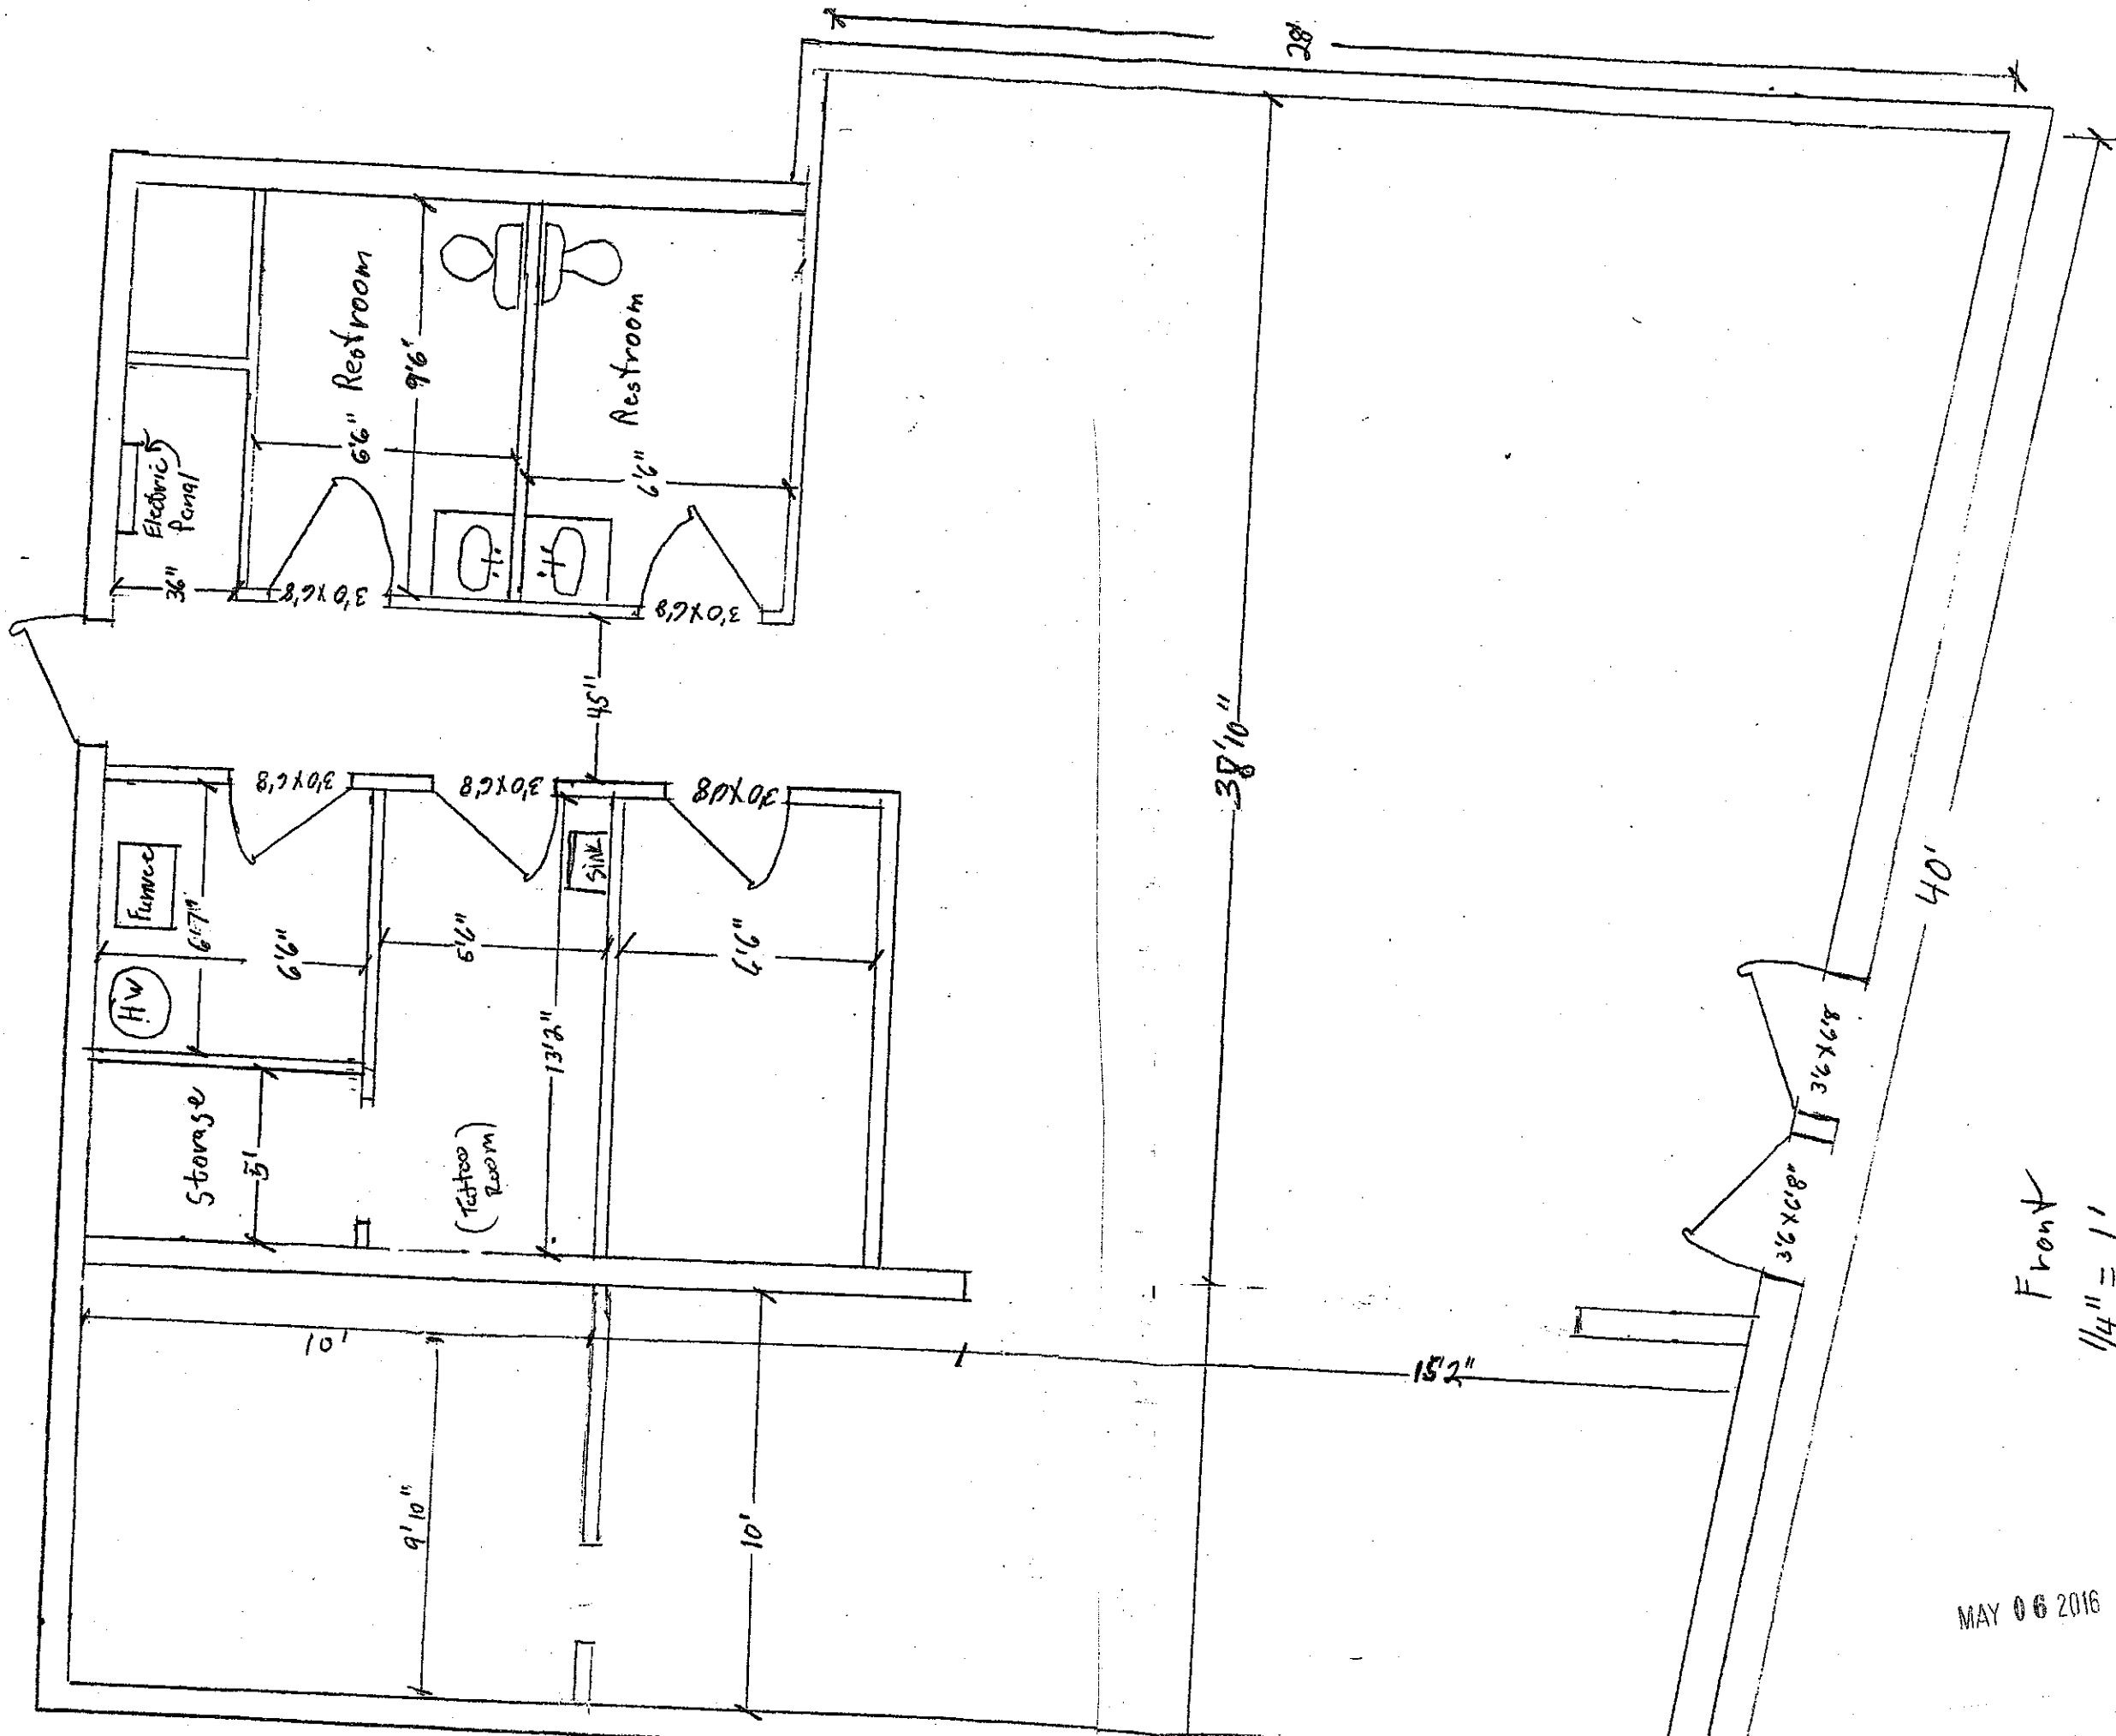 28'
Restroom
9'6"
6'6"
Restroom
6'6"
Electric
Panal
36"
3'0X6'8
3'0X6'8
45"
3'0X6'8
3'0X6'8
3'0X6'8
Furnace
6'-7"
6'6"
HW
5'6"
Sink
6'6"
13'2"
Storage
5'
(Tattoo
Room)
38'10"
40'
3'6X6'8
3'6X6'8"
10'
15'2"
9'10"
10'
Front
1/4" = 1'
MAY 06 2016